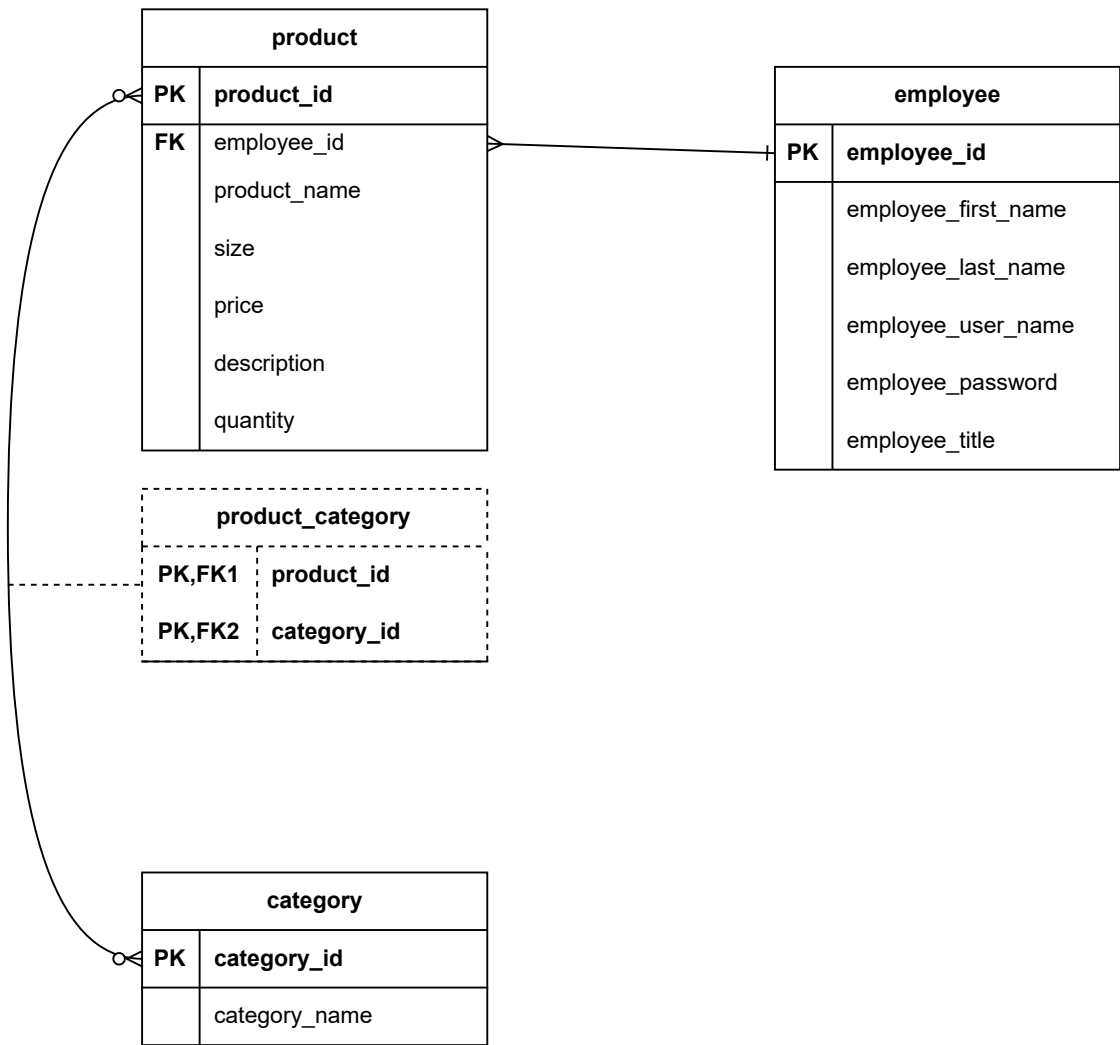 product
PK product_id
FK employee_id
product_name
size
price
description
quantity
employee
PK employee_id
employee_first_name
employee_last_name
employee_user_name
employee_password
employee_title
product_category
PK,FK1 product_id
PK,FK2 category_id
category
PK category_id
category_name